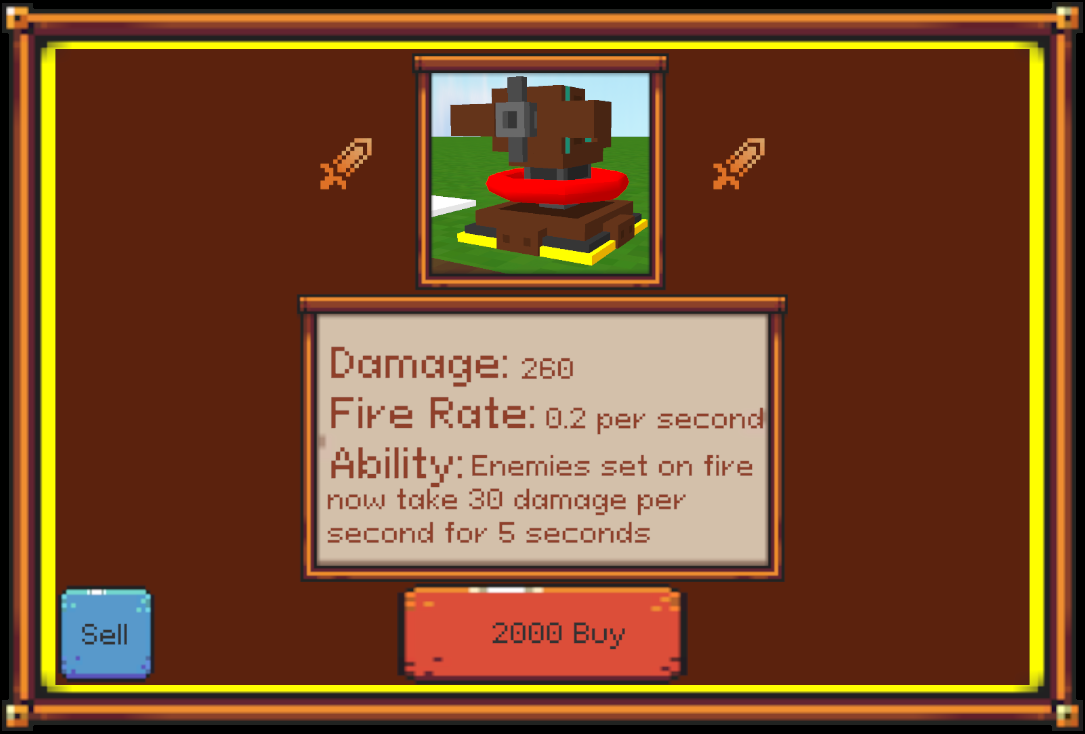 Damage: 260
Fire Rate: 0.2 per second
Ability: Enemies set on fire
now take 30 damage per
second for 5 seconds
Sell
2000 Buy